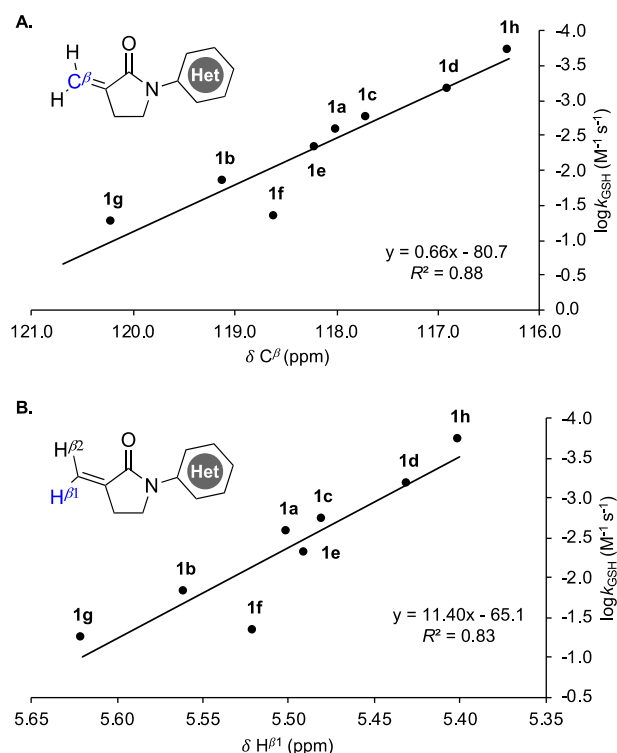 A.
H
O
Cβ
H
N
Het
1h
1d
1c
1a
1e
1b
1f
1g
y = 0.66x - 80.7
R² = 0.88
-4.0
-3.5
-3.0
-2.5
-2.0
-1.5
-1.0
-0.5
0.0
logkGSH (M-1 s-1)
121.0 120.0 119.0 118.0 117.0 116.0
δ Cβ (ppm)
B.
Hβ2
O
Hβ1
N
Het
1h
1d
1c
1a
1e
1b
1f
1g
y = 11.40x - 65.1
R² = 0.83
-4.0
-3.5
-3.0
-2.5
-2.0
-1.5
-1.0
-0.5
logkGSH (M-1 s-1)
5.65 5.60 5.55 5.50 5.45 5.40 5.35
δ Hβ1 (ppm)